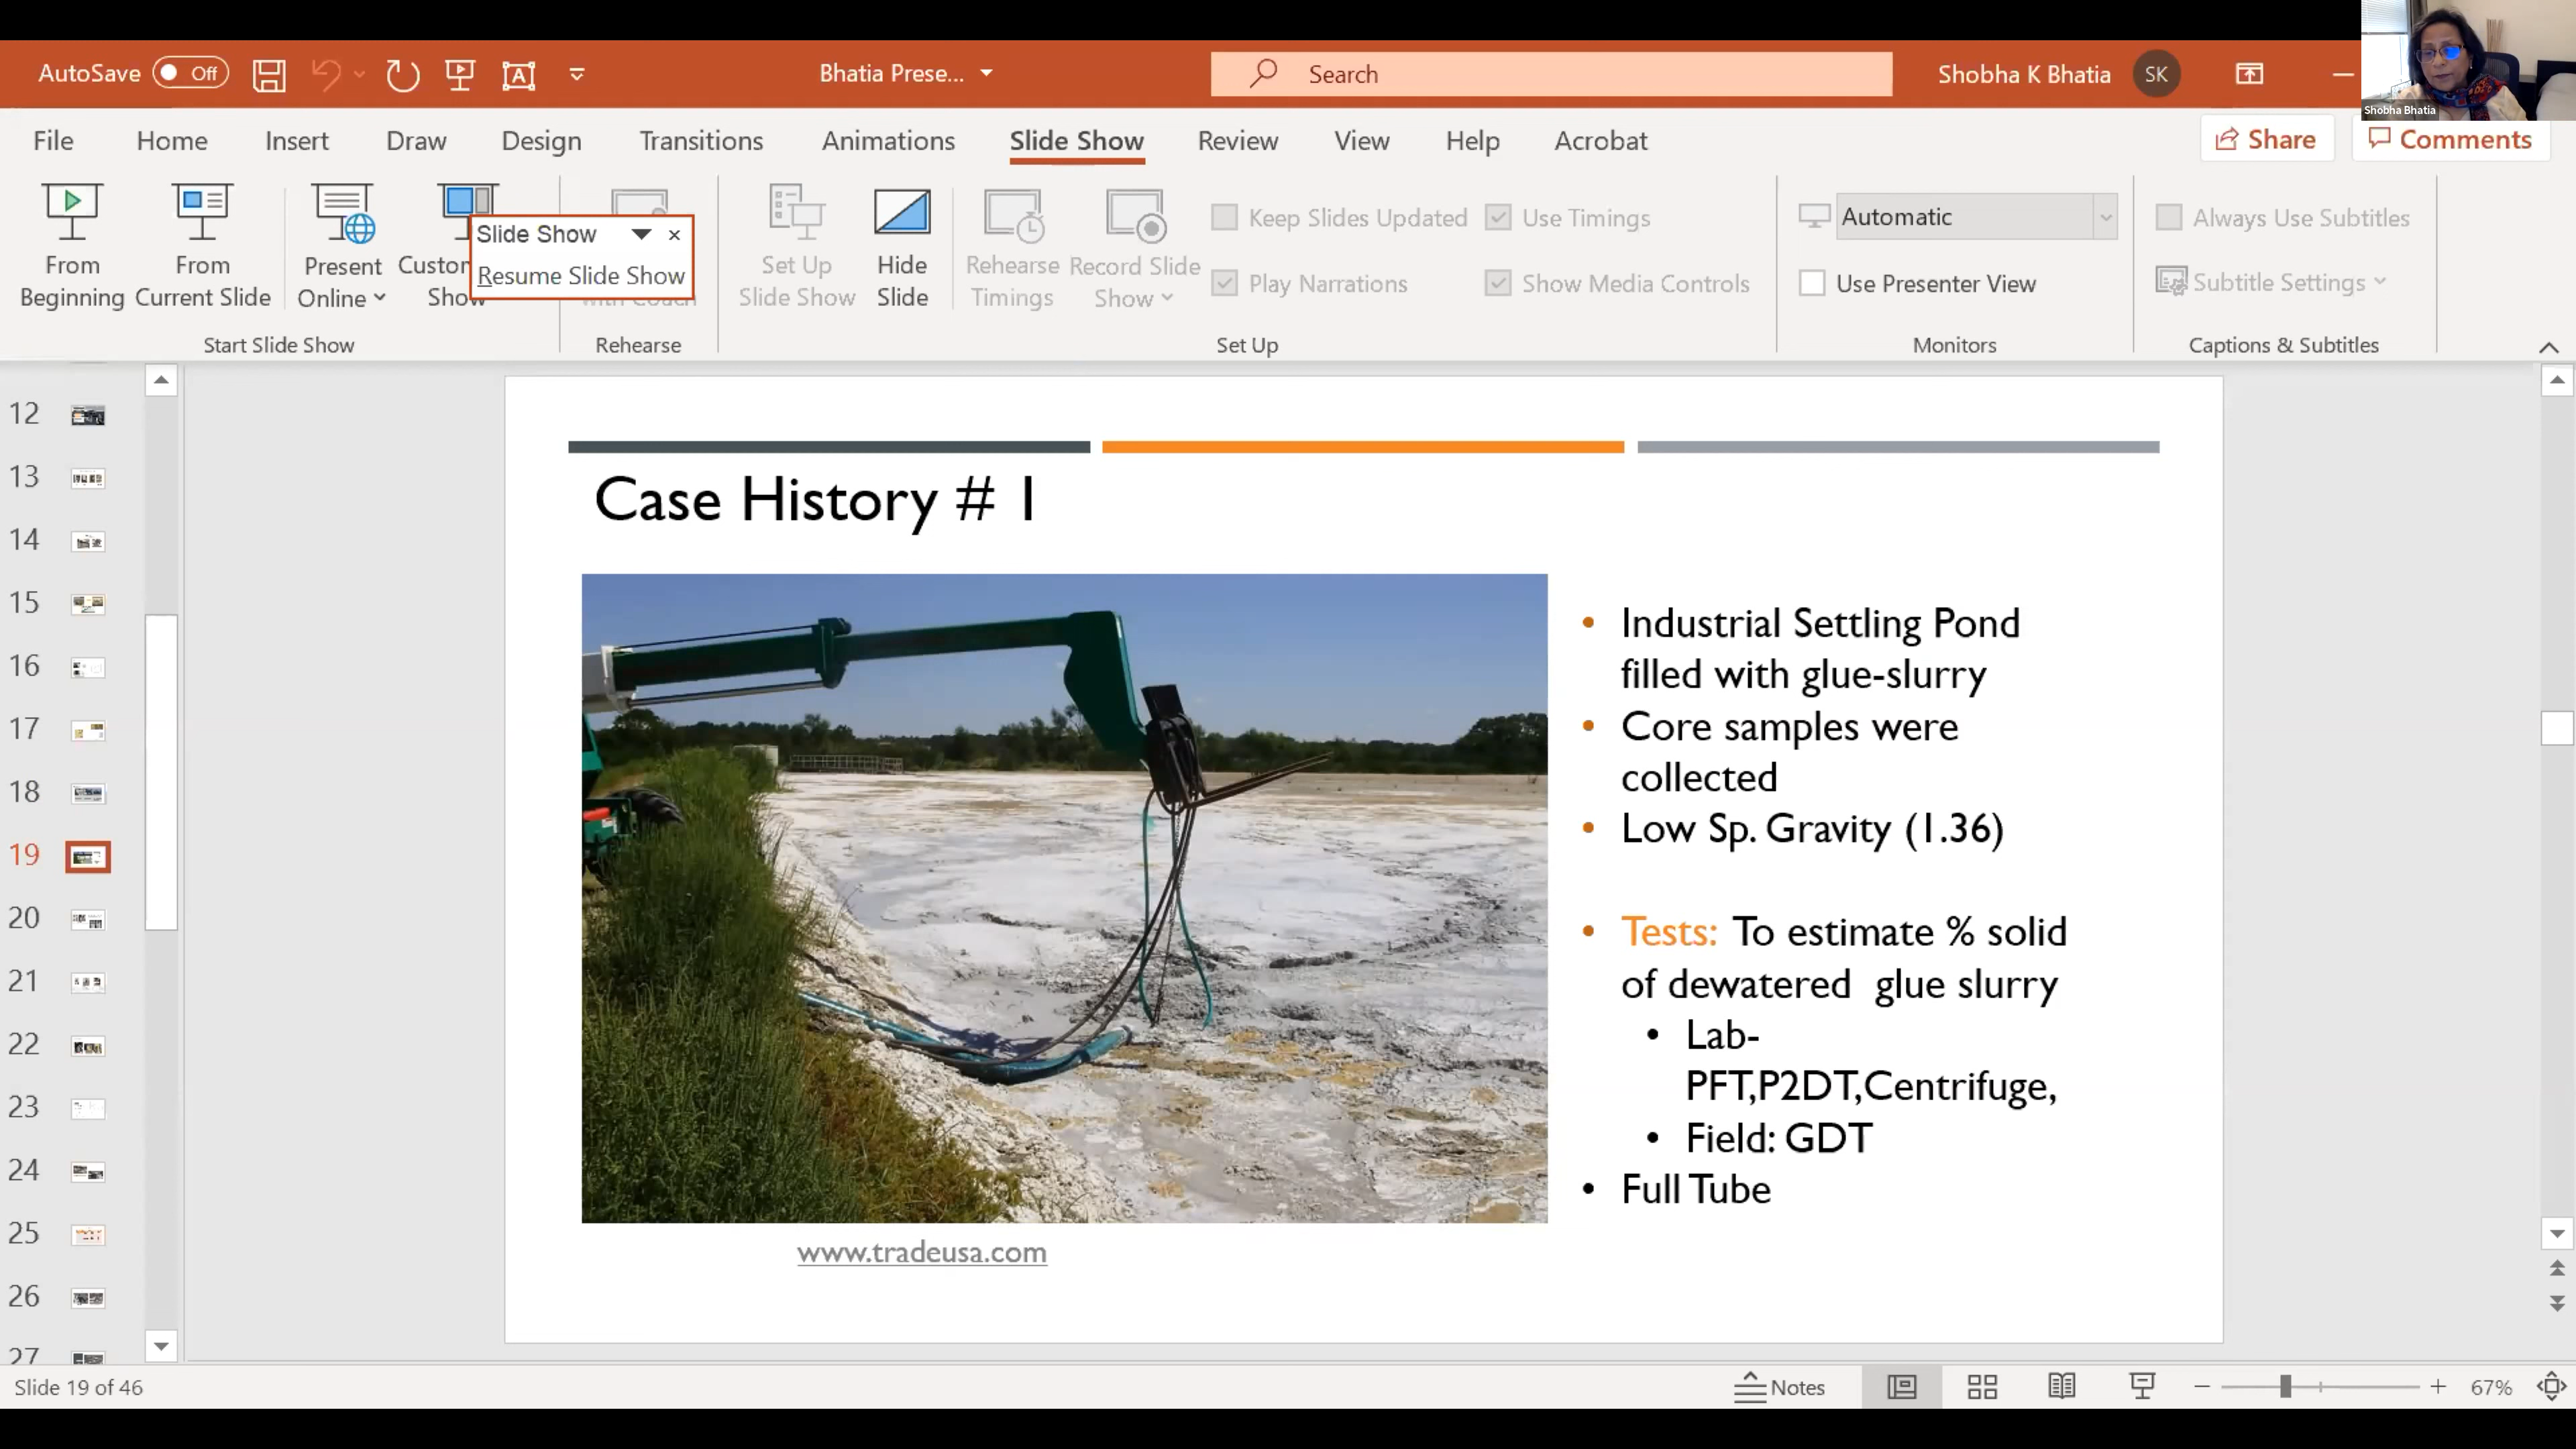 AutoSave Off
Bhatia Prese...
Search
Shobha K Bhatia SK
Shobha Bhatia
File Home Insert Draw Design Transitions Animations Slide Show Review View Help Acrobat
Share Comments
From Beginning
From Current Slide
Present Online
Custom Show
Slide Show
Resume Slide Show
with Coach
Set Up Slide Show
Hide Slide
Rehearse Timings
Record Slide Show
Keep Slides Updated
Play Narrations
Use Timings
Show Media Controls
Automatic
Use Presenter View
Always Use Subtitles
Subtitle Settings
Start Slide Show
Rehearse
Set Up
Monitors
Captions & Subtitles
12
13
14
15
16
17
18
19
20
21
22
23
24
25
26
27
Case History # 1
• Industrial Settling Pond
filled with glue-slurry
• Core samples were
collected
• Low Sp. Gravity (1.36)
• Tests: To estimate % solid
of dewatered glue slurry
• Lab-
PFT,P2DT,Centrifuge,
• Field: GDT
• Full Tube
www.tradeusa.com
Slide 19 of 46
Notes
67%